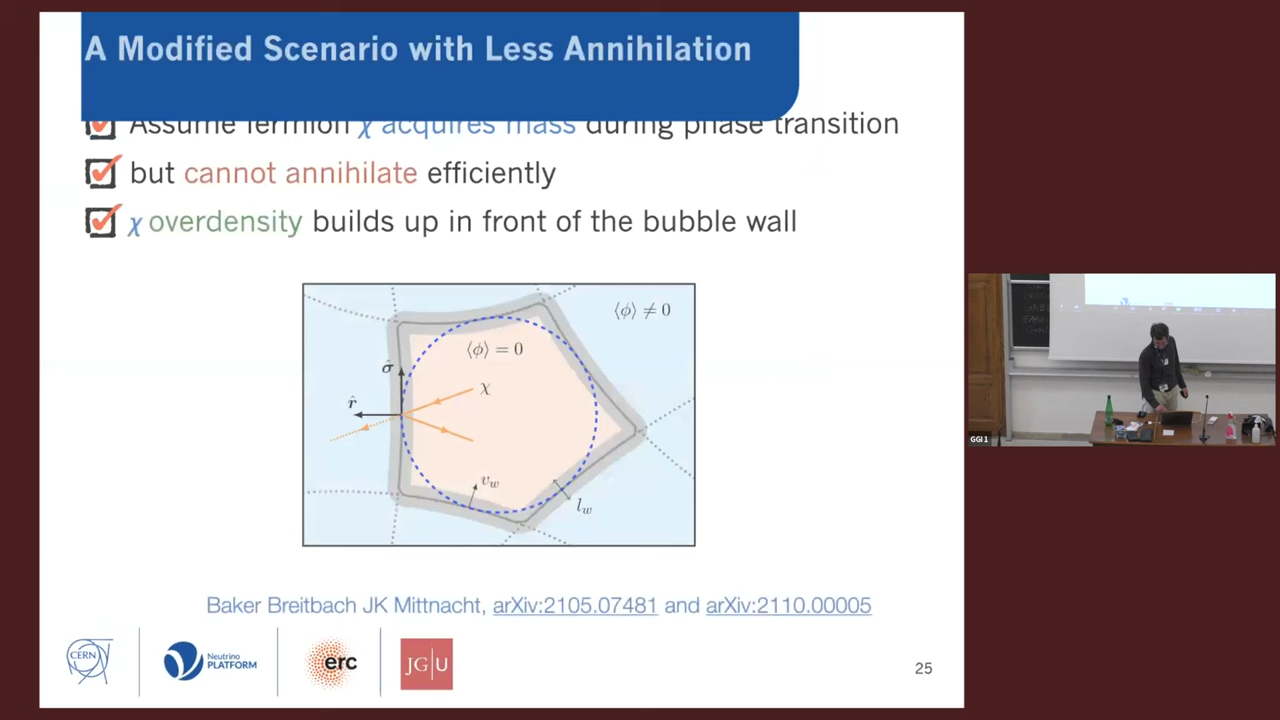 A Modified Scenario with Less Annihilation
Assume fermion χ acquires mass during phase transition
but cannot annihilate efficiently
χ overdensity builds up in front of the bubble wall
⟨ϕ⟩ ≠ 0
⟨ϕ⟩ = 0
σ̂
χ
r̂
v_w
l_w
Baker Breitbach JK Mittnacht, arXiv:2105.07481 and arXiv:2110.00005
CERN
Neutrino
PLATFORM
erc
JG|U
25
GGI 1